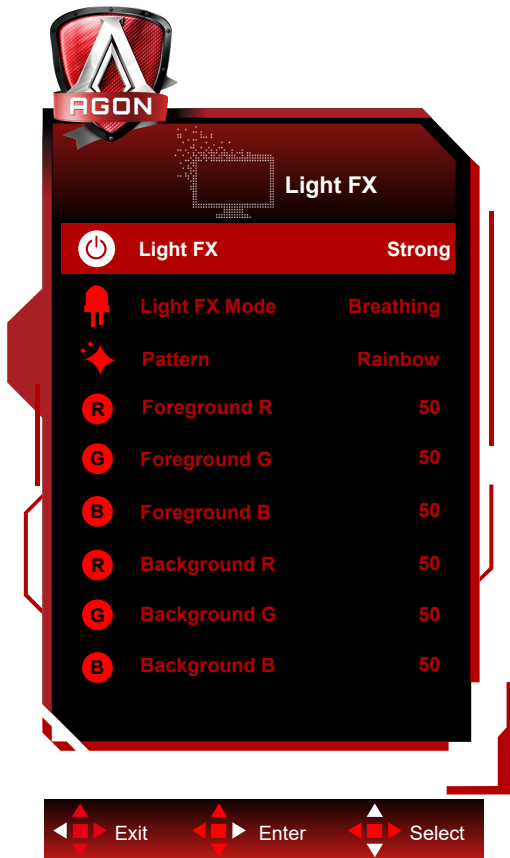 AGON
Light FX
Light FX Strong
Light FX Mode Breathing
Pattern Rainbow
R Foreground R 50
G Foreground G 50
B Foreground B 50
R Background R 50
G Background G 50
B Background B 50
Exit Enter Select